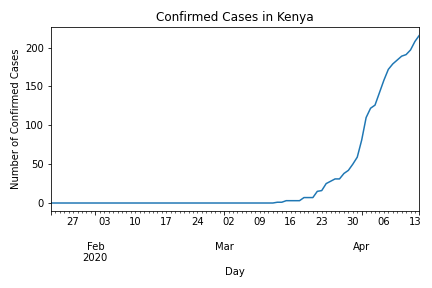 Confirmed Cases in Kenya
Number of Confirmed Cases
200
150
100
50
0
27 03 10 17 24 02 09 16 23 30 06 13
Feb Mar Apr
2020
Day